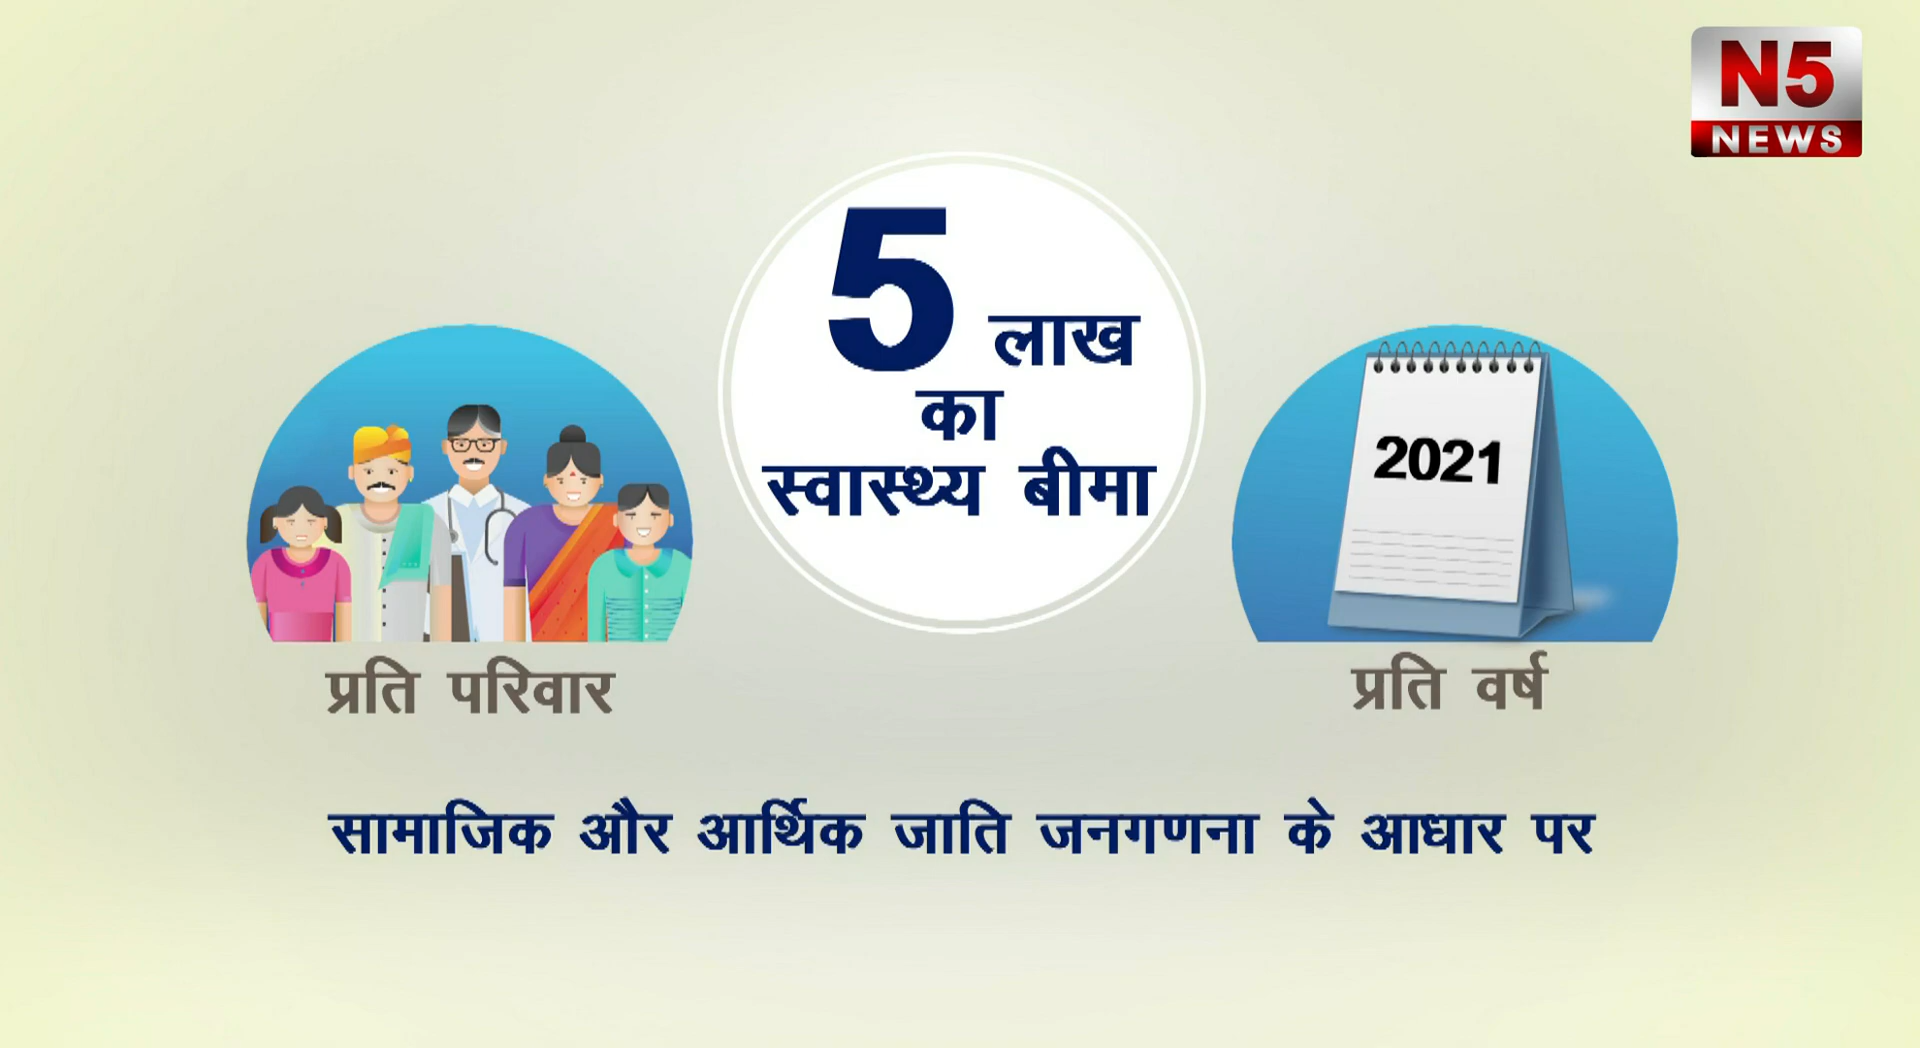 N5
NEWS
5 लाख
का
स्वास्थ्य बीमा
2021
प्रति परिवार
प्रति वर्ष
सामाजिक और आर्थिक जाति जनगणना के आधार पर